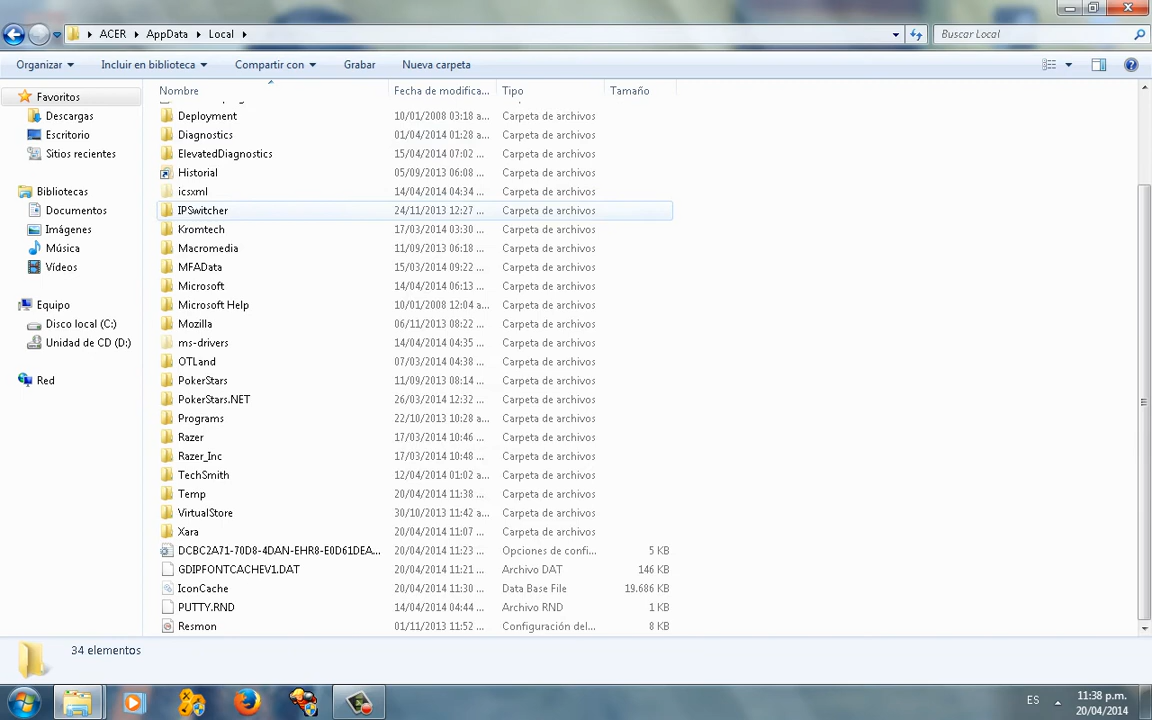 ACER AppData Local
Buscar Local
Organizar Incluir en biblioteca Compartir con Grabar Nueva carpeta
Nombre Fecha de modifica... Tipo Tamaño
Favoritos
Descargas
Escritorio
Sitios recientes
Bibliotecas
Documentos
Imágenes
Música
Vídeos
Equipo
Disco local (C:)
Unidad de CD (D:)
Red
Deployment 10/01/2008 03:18 a... Carpeta de archivos
Diagnostics 01/04/2014 01:28 ... Carpeta de archivos
ElevatedDiagnostics 15/04/2014 07:02 ... Carpeta de archivos
Historial 05/09/2013 06:08 ... Carpeta de archivos
icsxml 14/04/2014 04:34 ... Carpeta de archivos
IPSwitcher 24/11/2013 12:27 ... Carpeta de archivos
Kromtech 17/03/2014 03:30 ... Carpeta de archivos
Macromedia 11/09/2013 06:18 ... Carpeta de archivos
MFAData 15/03/2014 09:22 ... Carpeta de archivos
Microsoft 14/04/2014 06:13 ... Carpeta de archivos
Microsoft Help 10/01/2008 12:04 a... Carpeta de archivos
Mozilla 06/11/2013 08:22 ... Carpeta de archivos
ms-drivers 14/04/2014 04:35 ... Carpeta de archivos
OTLand 07/03/2014 04:38 ... Carpeta de archivos
PokerStars 11/09/2013 08:14 ... Carpeta de archivos
PokerStars.NET 26/03/2014 12:32 ... Carpeta de archivos
Programs 22/10/2013 10:28 a... Carpeta de archivos
Razer 17/03/2014 10:46 ... Carpeta de archivos
Razer_Inc 17/03/2014 10:48 ... Carpeta de archivos
TechSmith 12/04/2014 01:02 ... Carpeta de archivos
Temp 20/04/2014 11:38 ... Carpeta de archivos
VirtualStore 30/10/2013 11:42 a... Carpeta de archivos
Xara 20/04/2014 11:07 ... Carpeta de archivos
DCBC2A71-70D8-4DAN-EHR8-E0D61DEA... 20/04/2014 11:23 ... Opciones de confi... 5 KB
GDIPFONTCACHEV1.DAT 20/04/2014 11:21 ... Archivo DAT 146 KB
IconCache 20/04/2014 11:30 ... Data Base File 19.686 KB
PUTTY.RND 14/04/2014 04:44 ... Archivo RND 1 KB
Resmon 01/11/2013 11:52 ... Configuración del... 8 KB
34 elementos
ES
11:38 p.m.
20/04/2014